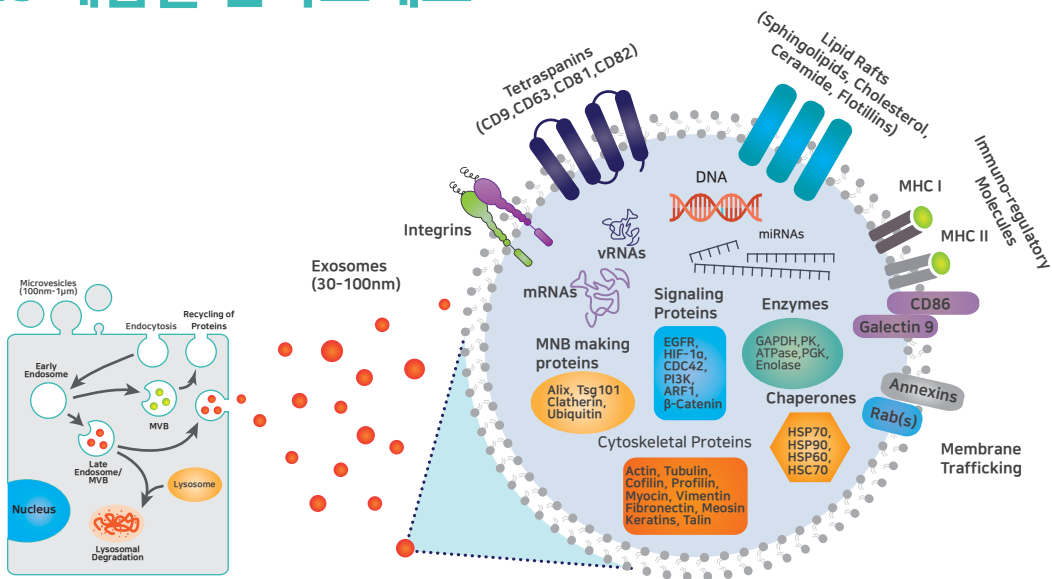 Tetraspanins
(CD9,CD63,CD81,CD82)
Lipid Rafts
(Sphingolipids, Cholesterol,
Ceramide, Flotillins)
Immuno-regulatory
Molecules
MHC I
MHC II
CD86
Galectin 9
Annexins
Rab(s)
Membrane
Trafficking
Integrins
DNA
vRNAs
miRNAs
mRNAs
Signaling
Proteins
EGFR,
HIF-1α,
CDC42,
PI3K,
ARF1,
β-Catenin
Enzymes
GAPDH,PK,
ATPase,PGK,
Enolase
MNB making
proteins
Alix, Tsg101
Clatherin,
Ubiquitin
Chaperones
HSP70,
HSP90,
HSP60,
HSC70
Cytoskeletal Proteins
Actin, Tubulin,
Cofilin, Profilin,
Myocin, Vimentin
Fibronectin, Meosin
Keratins, Talin
Exosomes
(30-100nm)
Microvesicles
(100nm-1μm)
Endocytosis
Recycling of
Proteins
Early
Endosome
MVB
Late
Endosome/
MVB
Lysosome
Nucleus
Lysosomal
Degradation